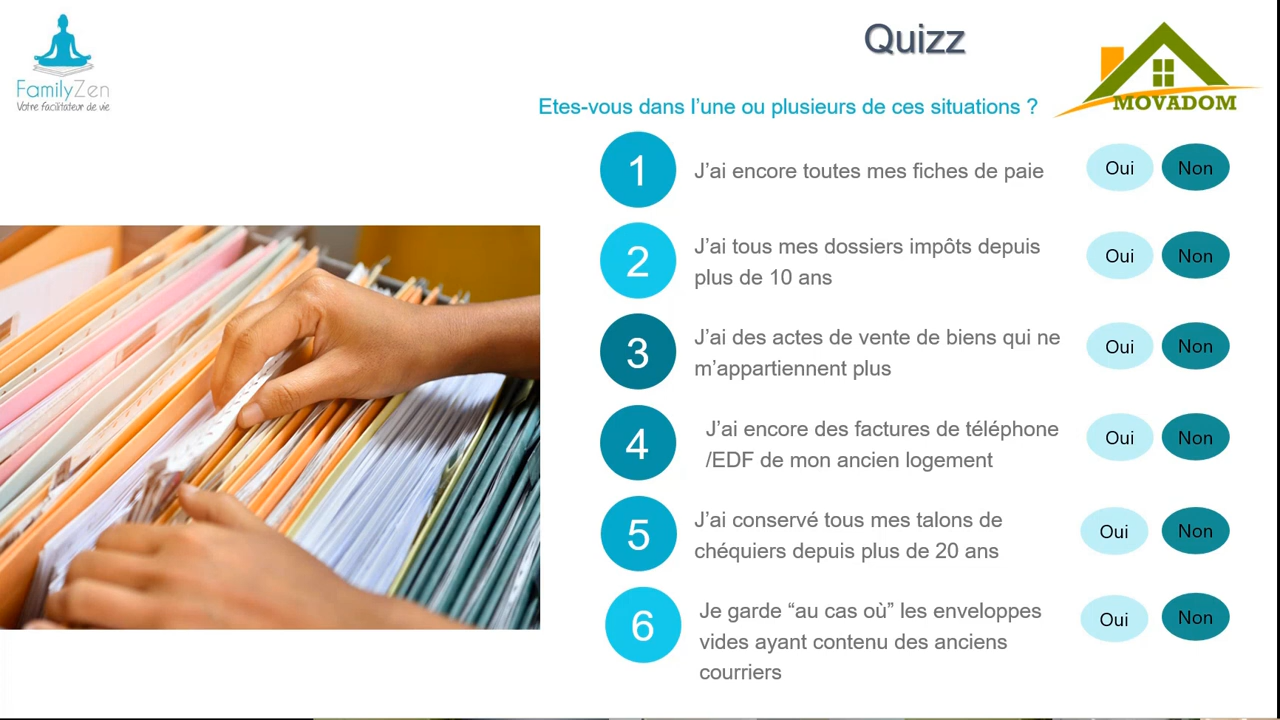 FamilyZen
Votre facilitateur de vie
Quizz
MOVADOM
Etes-vous dans l’une ou plusieurs de ces situations ?
1
J’ai encore toutes mes fiches de paie
Oui
Non
2
J’ai tous mes dossiers impôts depuis
plus de 10 ans
Oui
Non
3
J’ai des actes de vente de biens qui ne
m’appartiennent plus
Oui
Non
4
J’ai encore des factures de téléphone
/EDF de mon ancien logement
Oui
Non
5
J’ai conservé tous mes talons de
chéquiers depuis plus de 20 ans
Oui
Non
6
Je garde “au cas où” les enveloppes
vides ayant contenu des anciens
courriers
Oui
Non